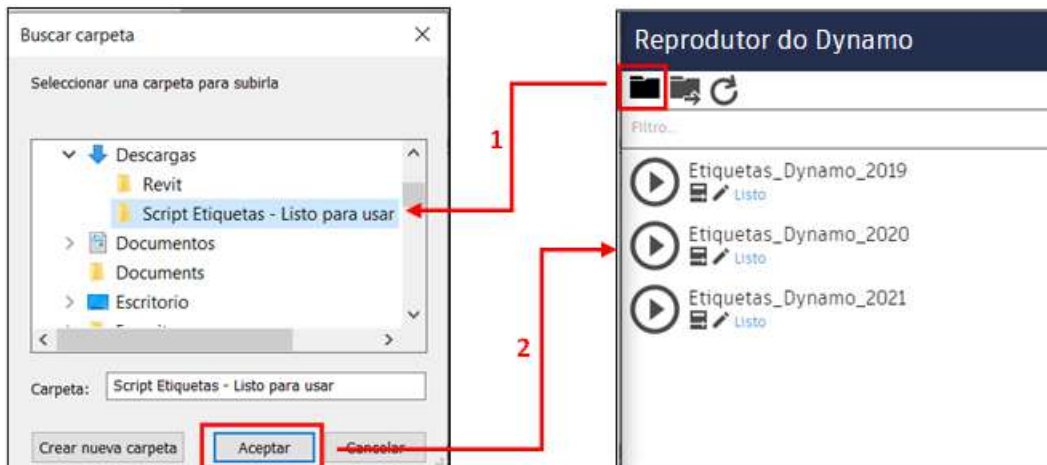 Buscar carpeta
Seleccionar una carpeta para subirla
Descargas
Revit
Script Etiquetas - Listo para usar
Documentos
Documents
Escritorio
Carpeta:
Script Etiquetas - Listo para usar
Crear nueva carpeta
Aceptar
Cancelar
1
2
Reprodutor do Dynamo
Filtro...
Etiquetas_Dynamo_2019
Listo
Etiquetas_Dynamo_2020
Listo
Etiquetas_Dynamo_2021
Listo